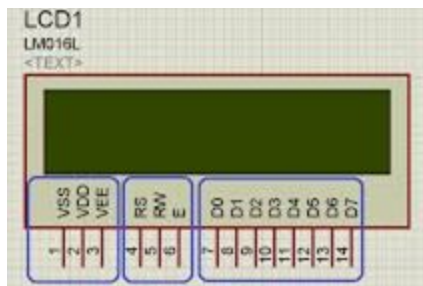 LCD1
LM016L
<TEXT>
VSS VDD VEE RS RW E D0 D1 D2 D3 D4 D5 D6 D7
1 2 3 4 5 6 7 8 9 10 11 12 13 14